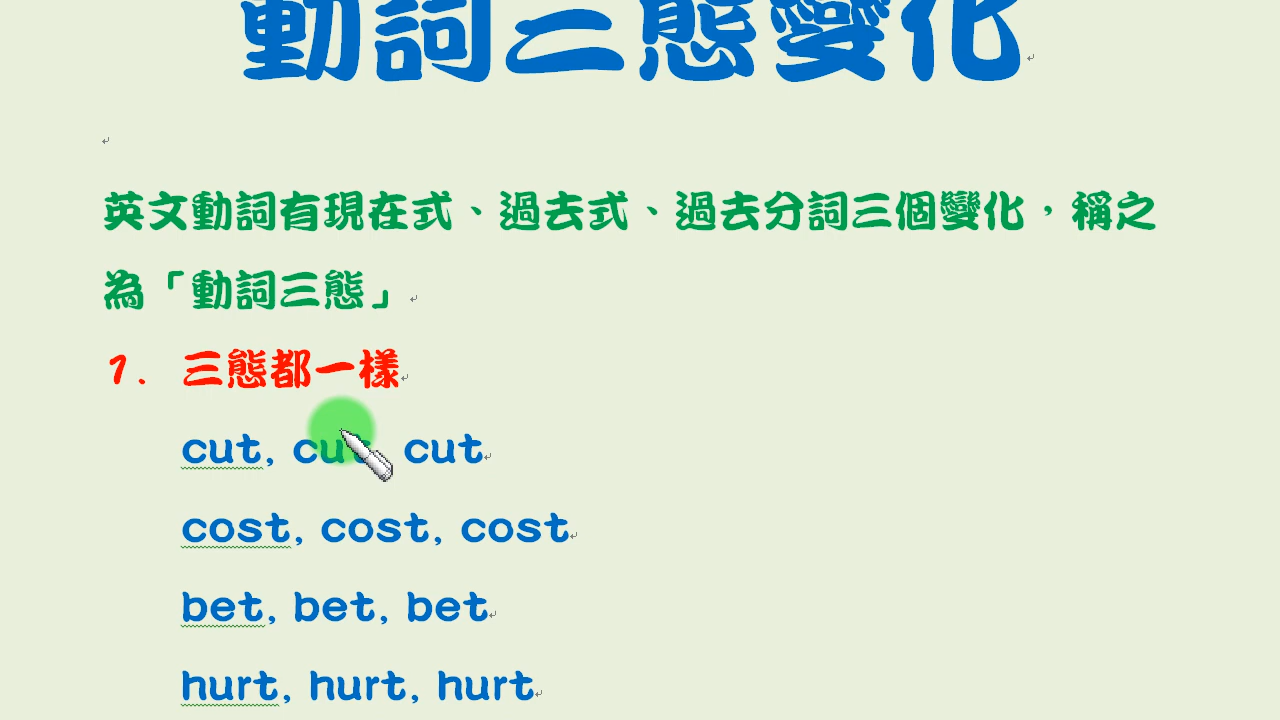 動詞三態變化
英文動詞有現在式、過去式、過去分詞三個變化，稱之
為「動詞三態」
1. 三態都一樣
cut, cut, cut
cost, cost, cost
bet, bet, bet
hurt, hurt, hurt